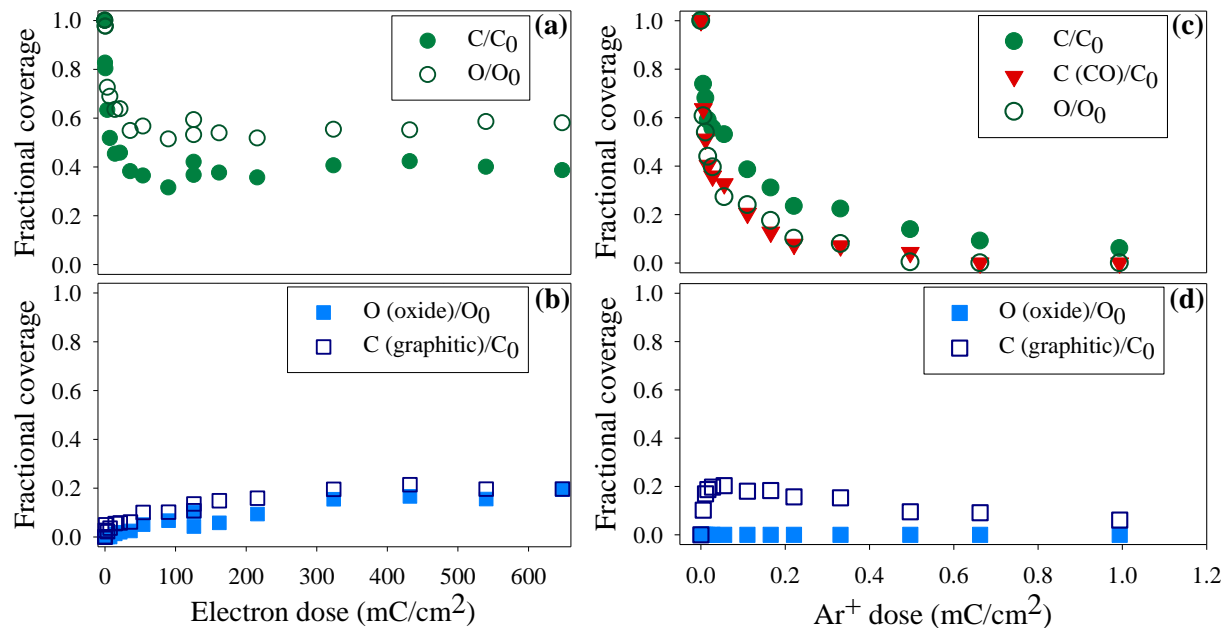 (a)
C/C0
O/O0
Fractional coverage
1.0
0.8
0.6
0.4
0.2
0.0
(b)
O (oxide)/O0
C (graphitic)/C0
Fractional coverage
1.0
0.8
0.6
0.4
0.2
0.0
0 100 200 300 400 500 600
Electron dose (mC/cm2)
(c)
C/C0
C (CO)/C0
O/O0
Fractional coverage
1.0
0.8
0.6
0.4
0.2
0.0
(d)
O (oxide)/O0
C (graphitic)/C0
Fractional coverage
1.0
0.8
0.6
0.4
0.2
0.0
0.0 0.2 0.4 0.6 0.8 1.0 1.2
Ar+ dose (mC/cm2)